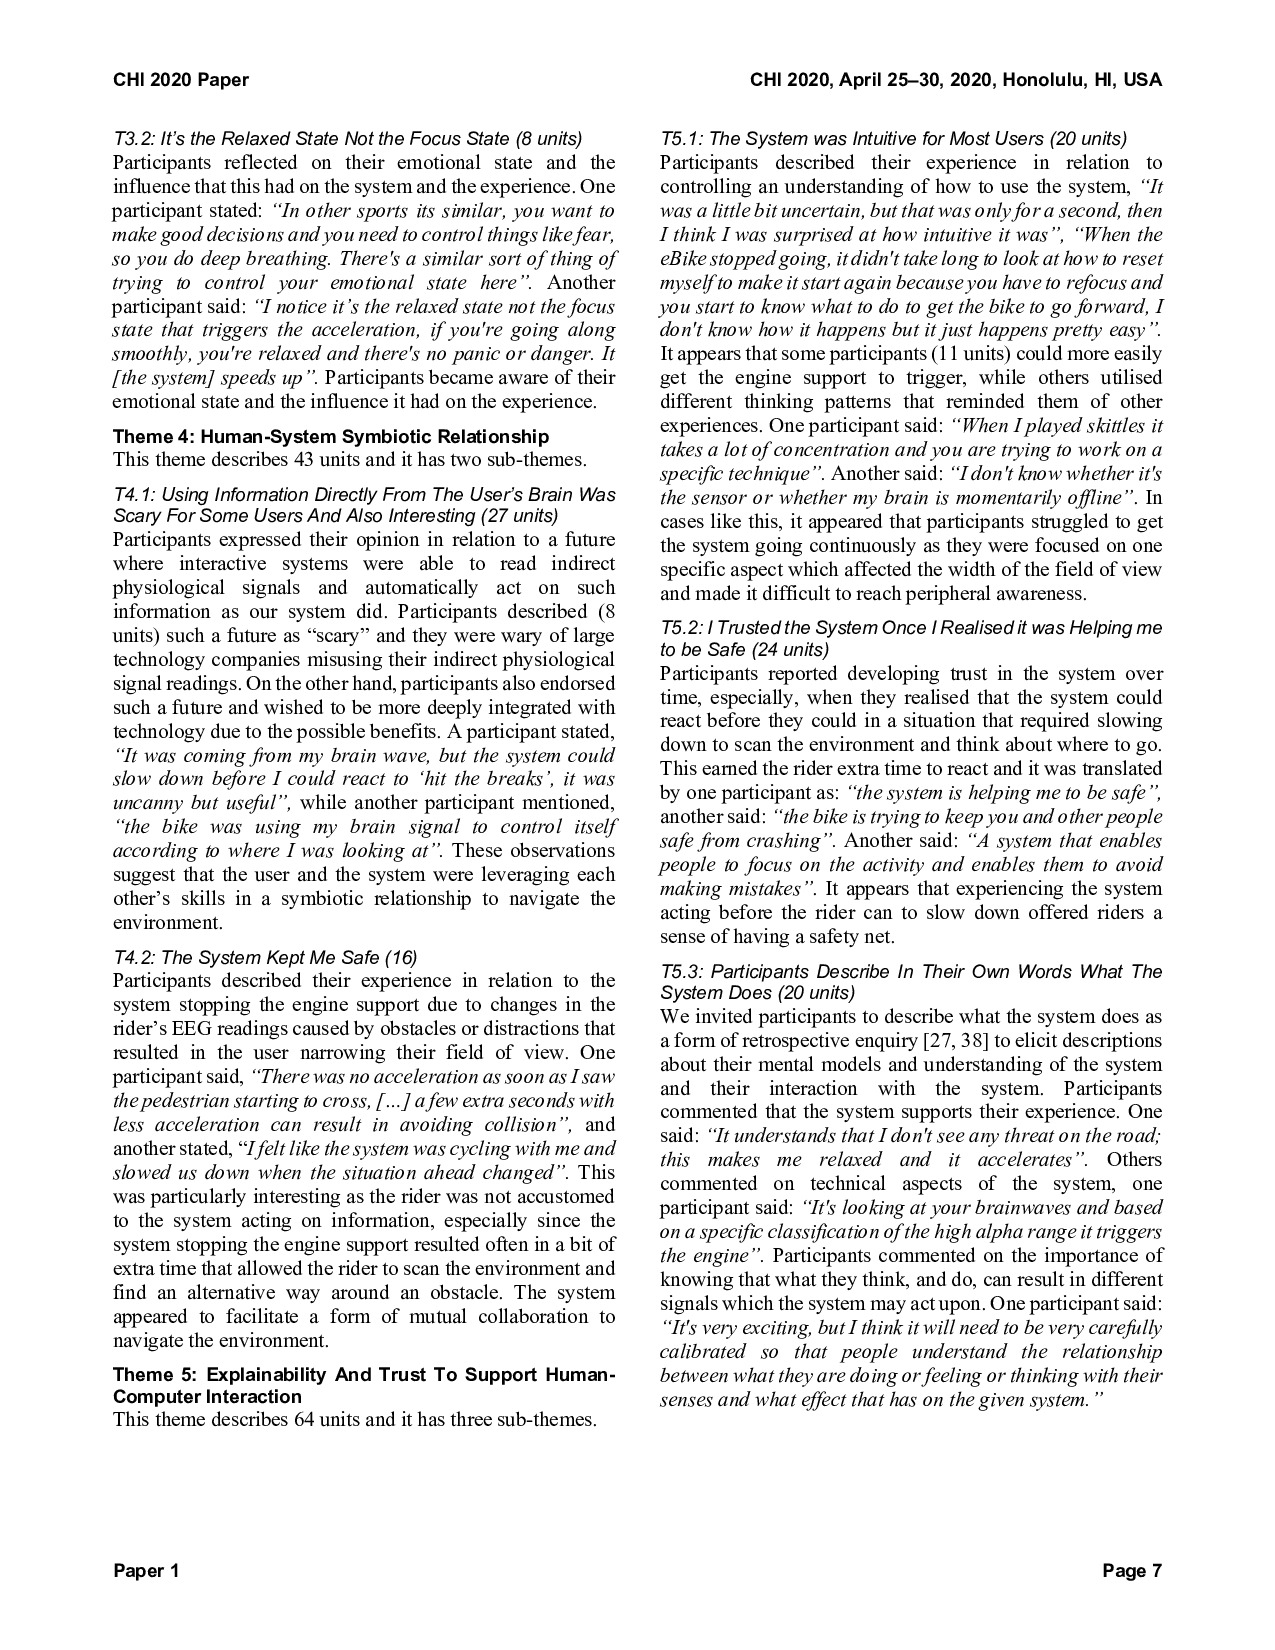 CHI 2020 Paper
CHI 2020, April 25–30, 2020, Honolulu, HI, USA
T3.2: It’s the Relaxed State Not the Focus State (8 units)
Participants reflected on their emotional state and the
influence that this had on the system and the experience. One
participant stated: “In other sports its similar, you want to
make good decisions and you need to control things like fear,
so you do deep breathing. There's a similar sort of thing of
trying to control your emotional state here”. Another
participant said: “I notice it’s the relaxed state not the focus
state that triggers the acceleration, if you're going along
smoothly, you're relaxed and there's no panic or danger. It
[the system] speeds up”. Participants became aware of their
emotional state and the influence it had on the experience.
Theme 4: Human-System Symbiotic Relationship
This theme describes 43 units and it has two sub-themes.
T4.1: Using Information Directly From The User’s Brain Was
Scary For Some Users And Also Interesting (27 units)
Participants expressed their opinion in relation to a future
where interactive systems were able to read indirect
physiological signals and automatically act on such
information as our system did. Participants described (8
units) such a future as “scary” and they were wary of large
technology companies misusing their indirect physiological
signal readings. On the other hand, participants also endorsed
such a future and wished to be more deeply integrated with
technology due to the possible benefits. A participant stated,
“It was coming from my brain wave, but the system could
slow down before I could react to ‘hit the breaks’, it was
uncanny but useful”, while another participant mentioned,
“the bike was using my brain signal to control itself
according to where I was looking at”. These observations
suggest that the user and the system were leveraging each
other’s skills in a symbiotic relationship to navigate the
environment.
T4.2: The System Kept Me Safe (16)
Participants described their experience in relation to the
system stopping the engine support due to changes in the
rider’s EEG readings caused by obstacles or distractions that
resulted in the user narrowing their field of view. One
participant said, “There was no acceleration as soon as I saw
the pedestrian starting to cross, […] a few extra seconds with
less acceleration can result in avoiding collision”, and
another stated, “I felt like the system was cycling with me and
slowed us down when the situation ahead changed”. This
was particularly interesting as the rider was not accustomed
to the system acting on information, especially since the
system stopping the engine support resulted often in a bit of
extra time that allowed the rider to scan the environment and
find an alternative way around an obstacle. The system
appeared to facilitate a form of mutual collaboration to
navigate the environment.
Theme 5: Explainability And Trust To Support Human-
Computer Interaction
This theme describes 64 units and it has three sub-themes.
T5.1: The System was Intuitive for Most Users (20 units)
Participants described their experience in relation to
controlling an understanding of how to use the system, “It
was a little bit uncertain, but that was only for a second, then
I think I was surprised at how intuitive it was”, “When the
eBike stopped going, it didn't take long to look at how to reset
myself to make it start again because you have to refocus and
you start to know what to do to get the bike to go forward, I
don't know how it happens but it just happens pretty easy”.
It appears that some participants (11 units) could more easily
get the engine support to trigger, while others utilised
different thinking patterns that reminded them of other
experiences. One participant said: “When I played skittles it
takes a lot of concentration and you are trying to work on a
specific technique”. Another said: “I don't know whether it's
the sensor or whether my brain is momentarily offline”. In
cases like this, it appeared that participants struggled to get
the system going continuously as they were focused on one
specific aspect which affected the width of the field of view
and made it difficult to reach peripheral awareness.
T5.2: I Trusted the System Once I Realised it was Helping me
to be Safe (24 units)
Participants reported developing trust in the system over
time, especially, when they realised that the system could
react before they could in a situation that required slowing
down to scan the environment and think about where to go.
This earned the rider extra time to react and it was translated
by one participant as: “the system is helping me to be safe”,
another said: “the bike is trying to keep you and other people
safe from crashing”. Another said: “A system that enables
people to focus on the activity and enables them to avoid
making mistakes”. It appears that experiencing the system
acting before the rider can to slow down offered riders a
sense of having a safety net.
T5.3: Participants Describe In Their Own Words What The
System Does (20 units)
We invited participants to describe what the system does as
a form of retrospective enquiry [27, 38] to elicit descriptions
about their mental models and understanding of the system
and their interaction with the system. Participants
commented that the system supports their experience. One
said: “It understands that I don't see any threat on the road;
this makes me relaxed and it accelerates”. Others
commented on technical aspects of the system, one
participant said: “It's looking at your brainwaves and based
on a specific classification of the high alpha range it triggers
the engine”. Participants commented on the importance of
knowing that what they think, and do, can result in different
signals which the system may act upon. One participant said:
“It's very exciting, but I think it will need to be very carefully
calibrated so that people understand the relationship
between what they are doing or feeling or thinking with their
senses and what effect that has on the given system.”
Paper 1
Page 7